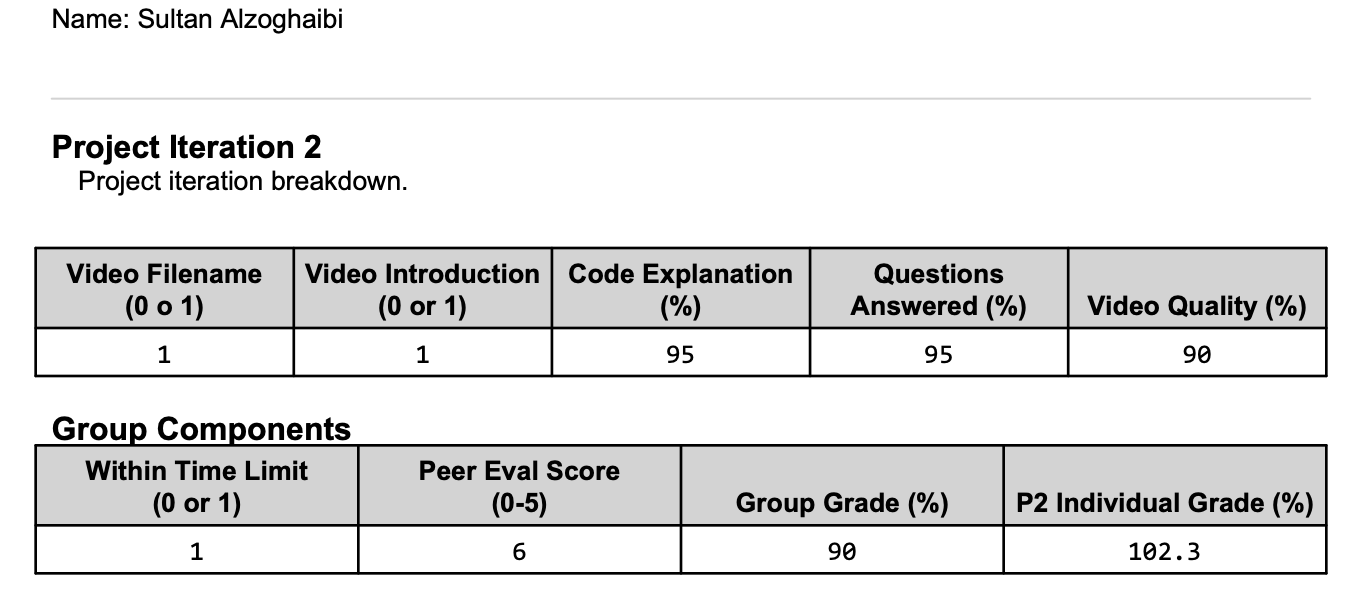 Name: Sultan Alzoghaibi
Project Iteration 2
Project iteration breakdown.
Video Filename (0 o 1) Video Introduction (0 or 1) Code Explanation (%) Questions Answered (%) Video Quality (%)
1 1 95 95 90
Group Components
Within Time Limit (0 or 1) Peer Eval Score (0-5) Group Grade (%) P2 Individual Grade (%)
1 6 90 102.3